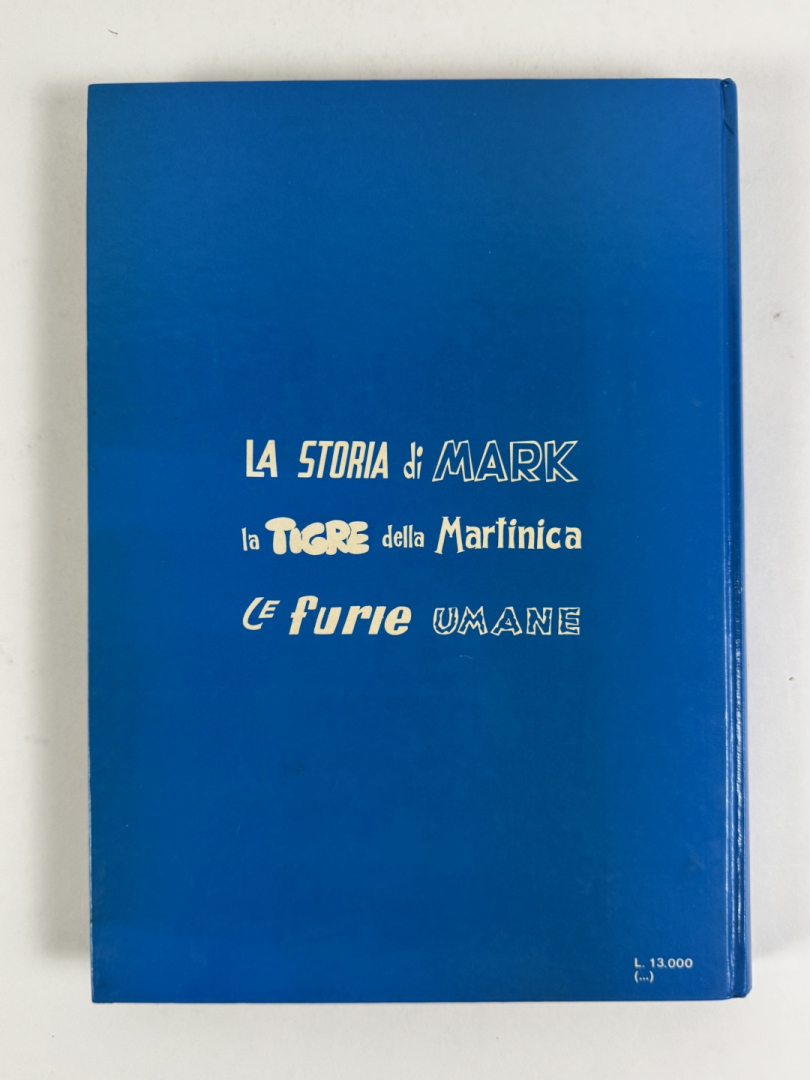 LA STORIA di MARK
la TIGRE della Martinica
LE furie UMANE
L. 13.000
(...)